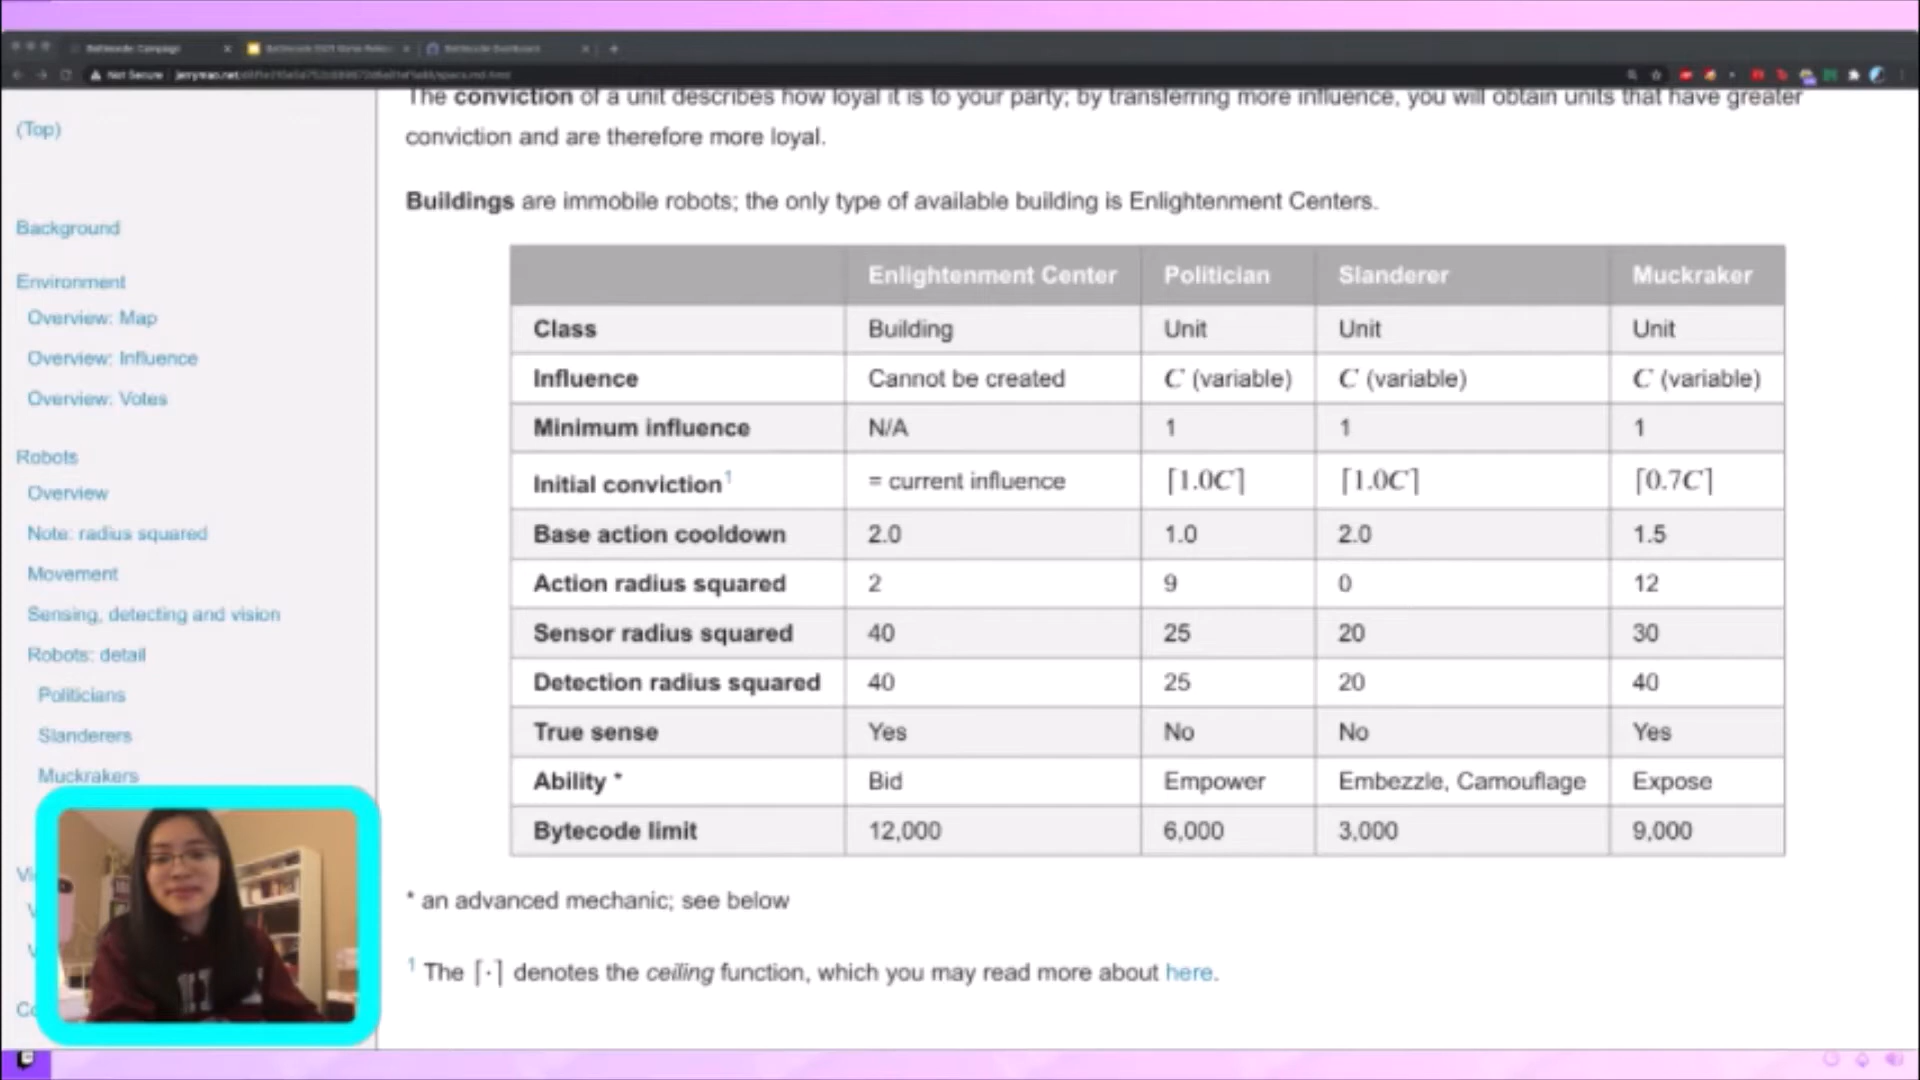 Battlecode: Campaign
Battlecode Dashboard
Not Secure
The conviction of a unit describes how loyal it is to your party; by transferring more influence, you will obtain units that have greater
conviction and are therefore more loyal.
(Top)
Buildings are immobile robots; the only type of available building is Enlightenment Centers.
Background
Environment
Overview: Map
Overview: Influence
Overview: Votes
Robots
Overview
Note: radius squared
Movement
Sensing, detecting and vision
Robots: detail
Politicians
Slanderers
Muckrakers
Enlightenment Center Politician Slanderer Muckraker
Class Building Unit Unit Unit
Influence Cannot be created C (variable) C (variable) C (variable)
Minimum influence N/A 1 1 1
Initial conviction1 = current influence ⌈1.0C⌉ ⌈1.0C⌉ ⌈0.7C⌉
Base action cooldown 2.0 1.0 2.0 1.5
Action radius squared 2 9 0 12
Sensor radius squared 40 25 20 30
Detection radius squared 40 25 20 40
True sense Yes No No Yes
Ability * Bid Empower Embezzle, Camouflage Expose
Bytecode limit 12,000 6,000 3,000 9,000
* an advanced mechanic; see below
1 The ⌈·⌉ denotes the ceiling function, which you may read more about here.